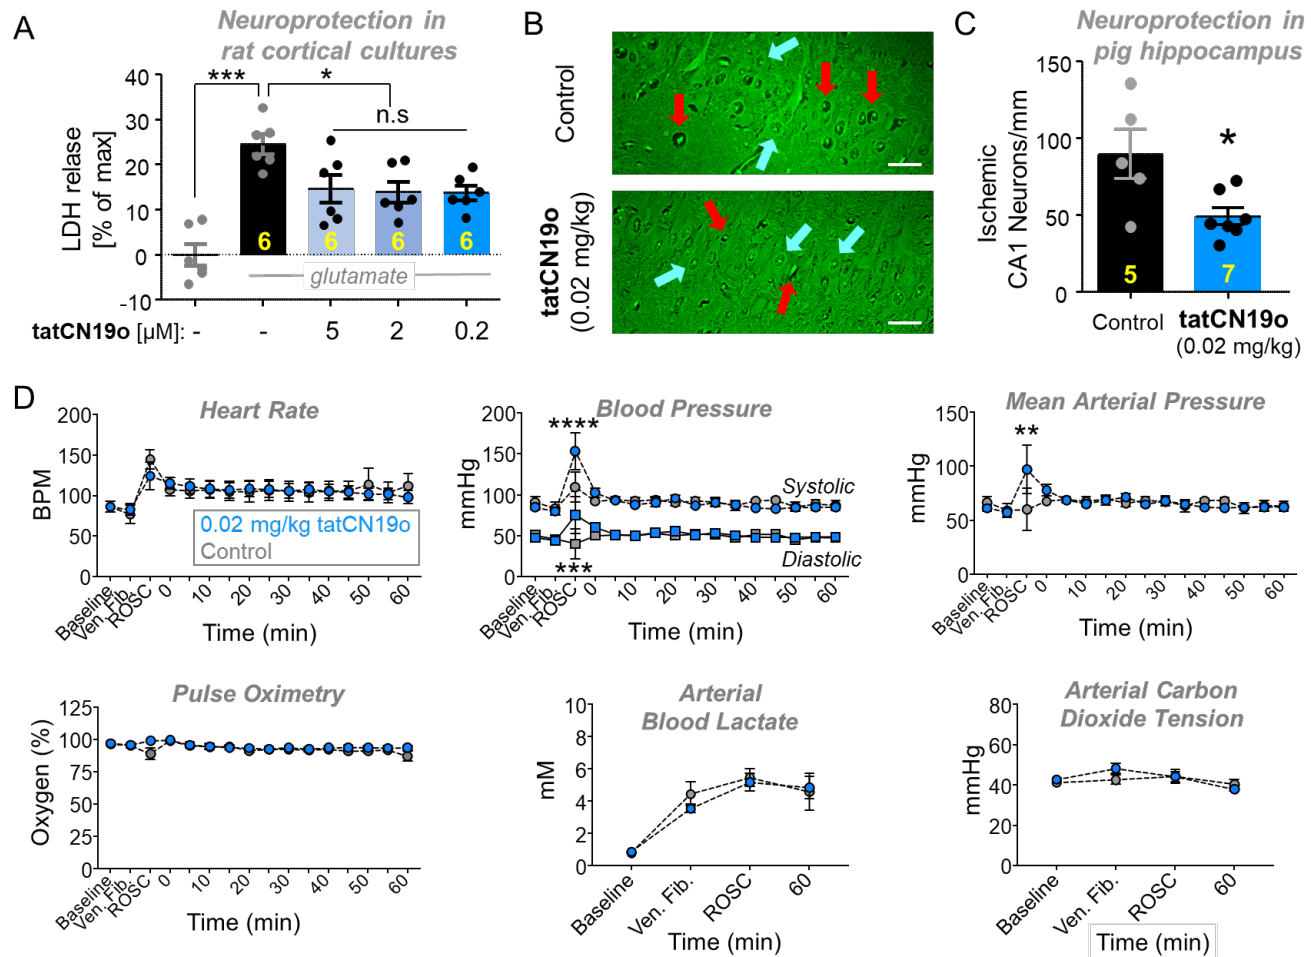 A
Neuroprotection in
rat cortical cultures
LDH relase
[% of max]
40
30
20
10
0
-10
***
*
n.s
6
6
6
6
glutamate
tatCN19o [µM]:
-
-
5
2
0.2
B
Control
tatCN19o
(0.02 mg/kg)
C
Neuroprotection in
pig hippocampus
Ischemic
CA1 Neurons/mm
150
100
50
0
*
5
7
Control
tatCN19o
(0.02 mg/kg)
D
Heart Rate
BPM
200
150
100
50
0
0.02 mg/kg tatCN19o
Control
Baseline
Ven. Fib.
ROSC
0
10
20
30
40
50
60
Time (min)
Blood Pressure
mmHg
200
150
100
50
0
****
Systolic
Diastolic
***
Baseline
Ven. Fib.
ROSC
0
10
20
30
40
50
60
Time (min)
Mean Arterial Pressure
mmHg
150
100
50
0
**
Baseline
Ven. Fib.
ROSC
0
10
20
30
40
50
60
Time (min)
Pulse Oximetry
Oxygen (%)
125
100
75
50
25
0
Baseline
Ven. Fib.
ROSC
0
10
20
30
40
50
60
Time (min)
Arterial
Blood Lactate
mM
10
8
6
4
2
0
Baseline
Ven. Fib.
ROSC
60
Time (min)
Arterial Carbon
Dioxide Tension
mmHg
80
60
40
20
0
Baseline
Ven. Fib.
ROSC
60
Time (min)